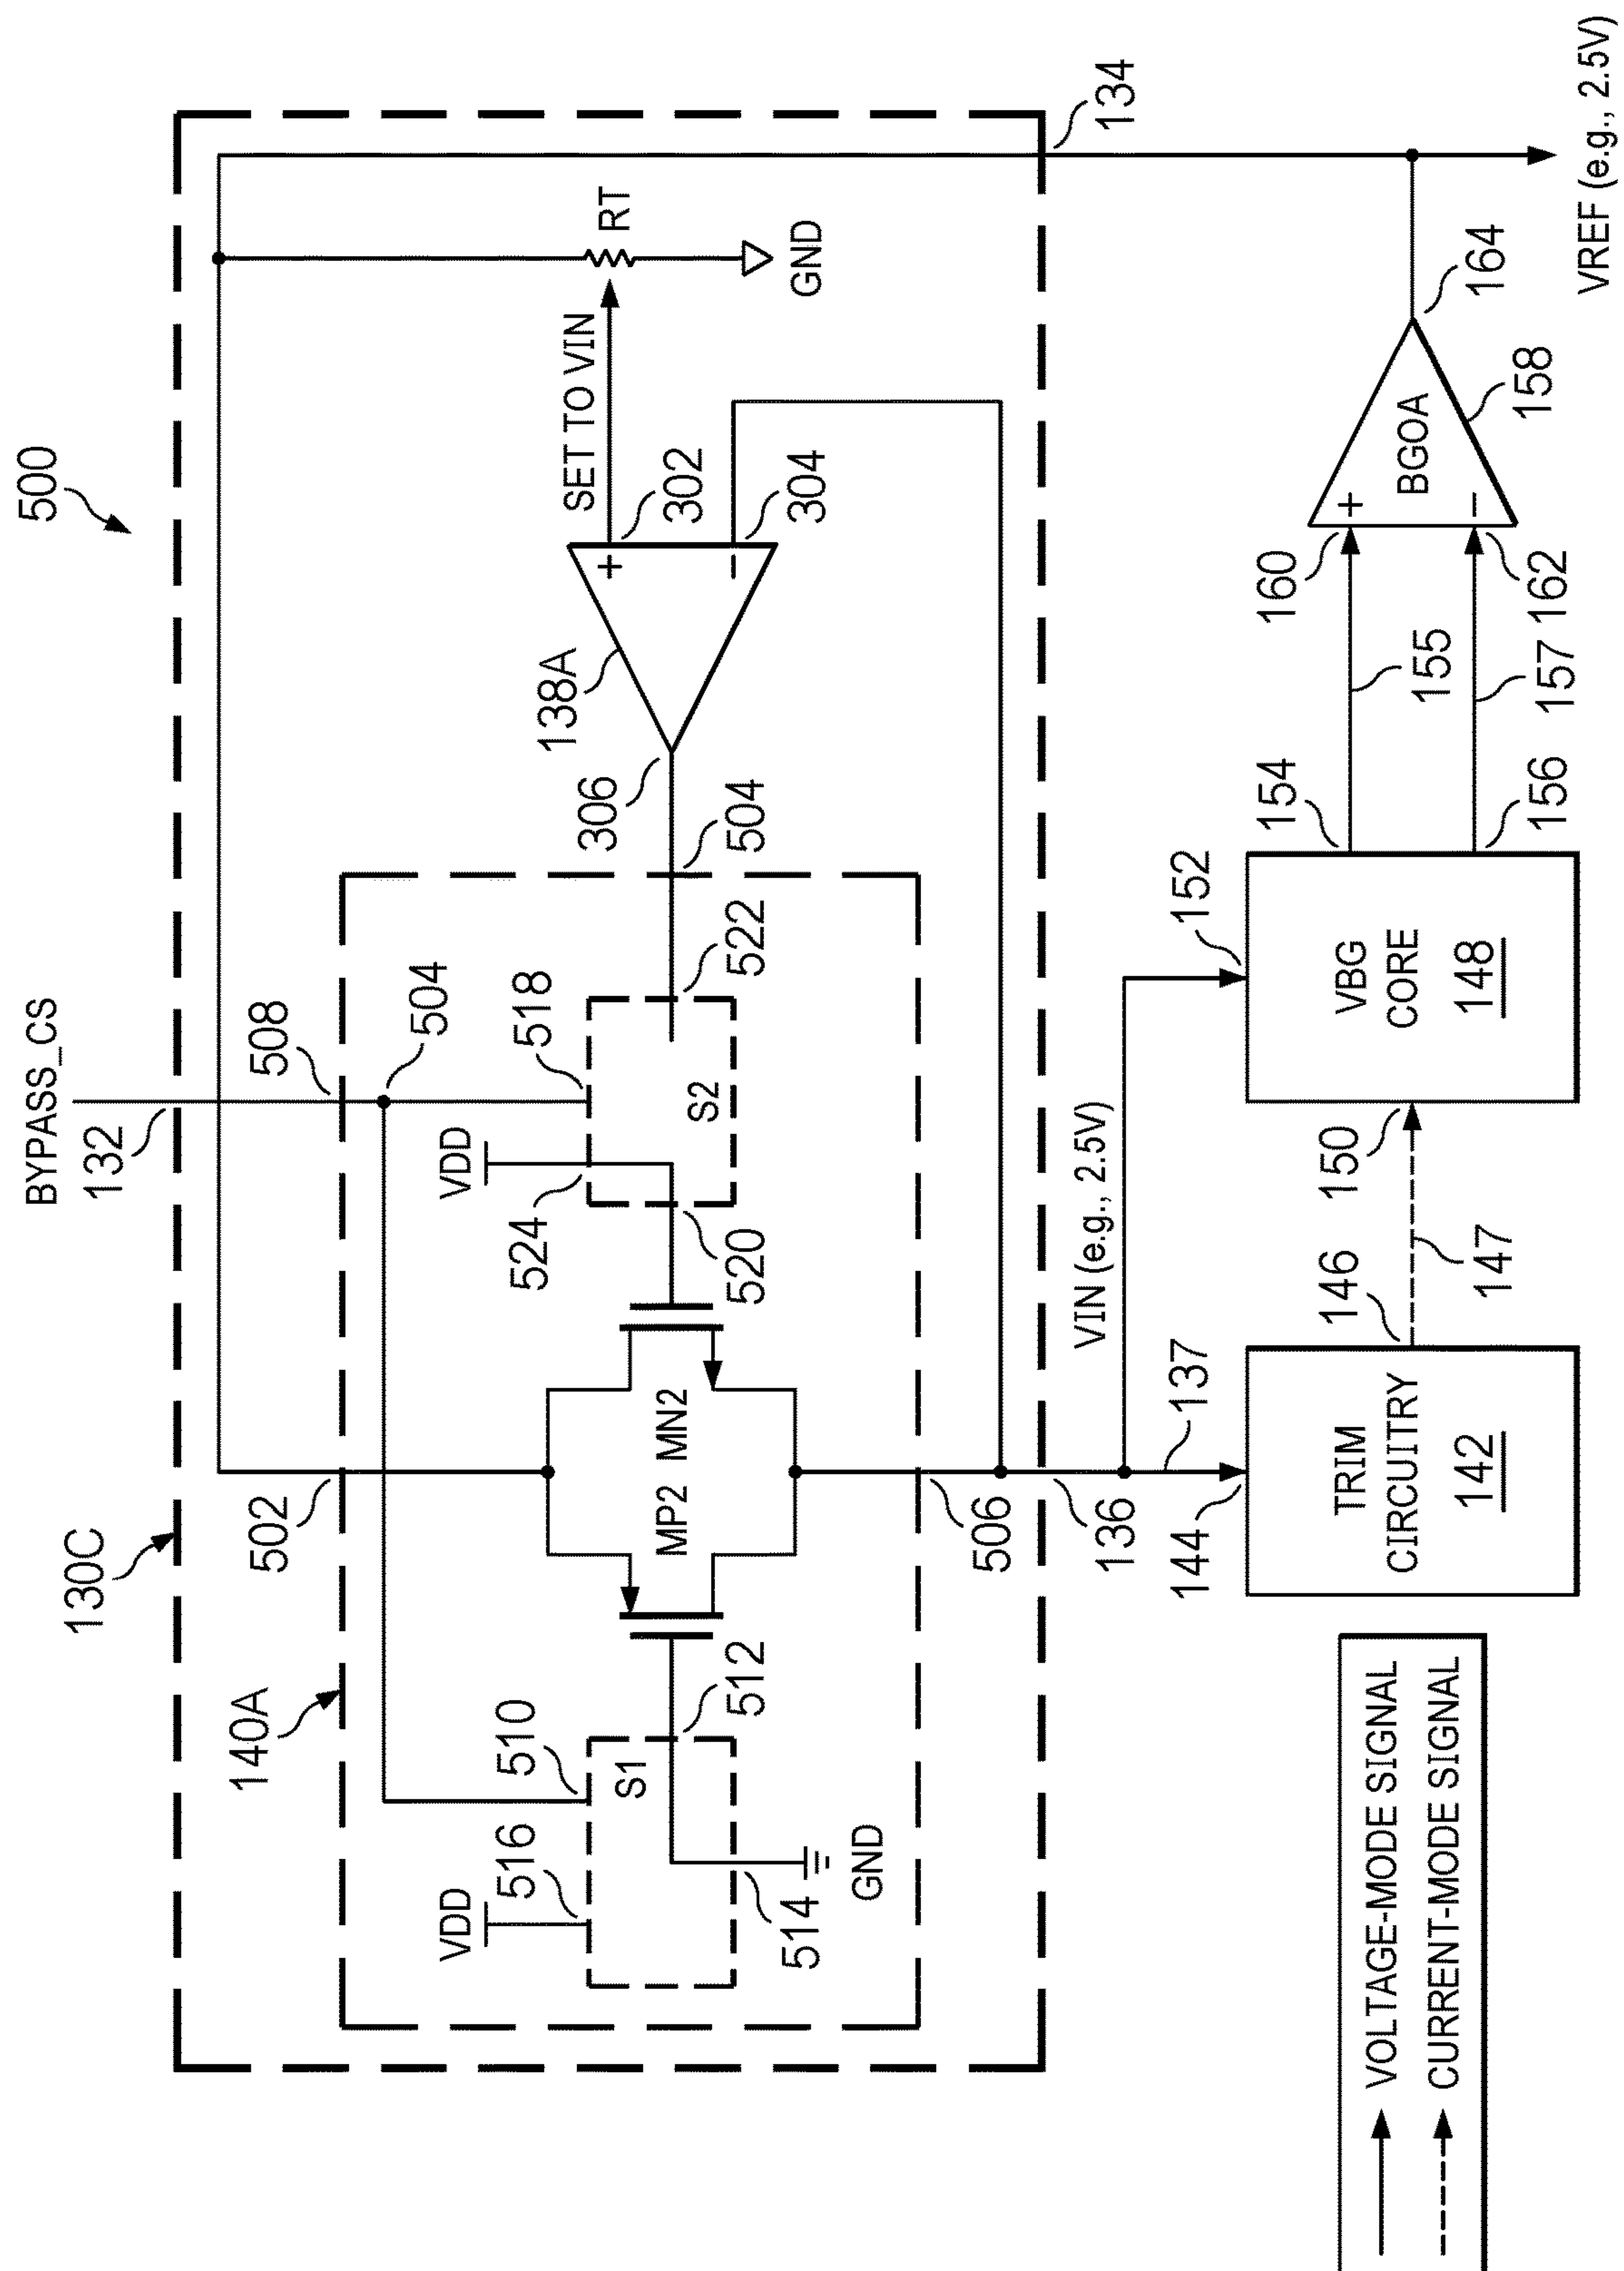 500
130C
BYPASS_CS
132
140A
508
504
502
VDD
516
510
S1
512
514
GND
MP2
MN2
VDD
524
518
520
S2
522
504
306
138A
302
304
SET TO VIN
RT
GND
134
506
136
VIN (e.g., 2.5V)
137
144
TRIM
CIRCUITRY
142
146
147
150
152
VBG
CORE
148
154
156
155
157
160
162
BGOA
158
164
VREF (e.g., 2.5V)
VOLTAGE-MODE SIGNAL
CURRENT-MODE SIGNAL